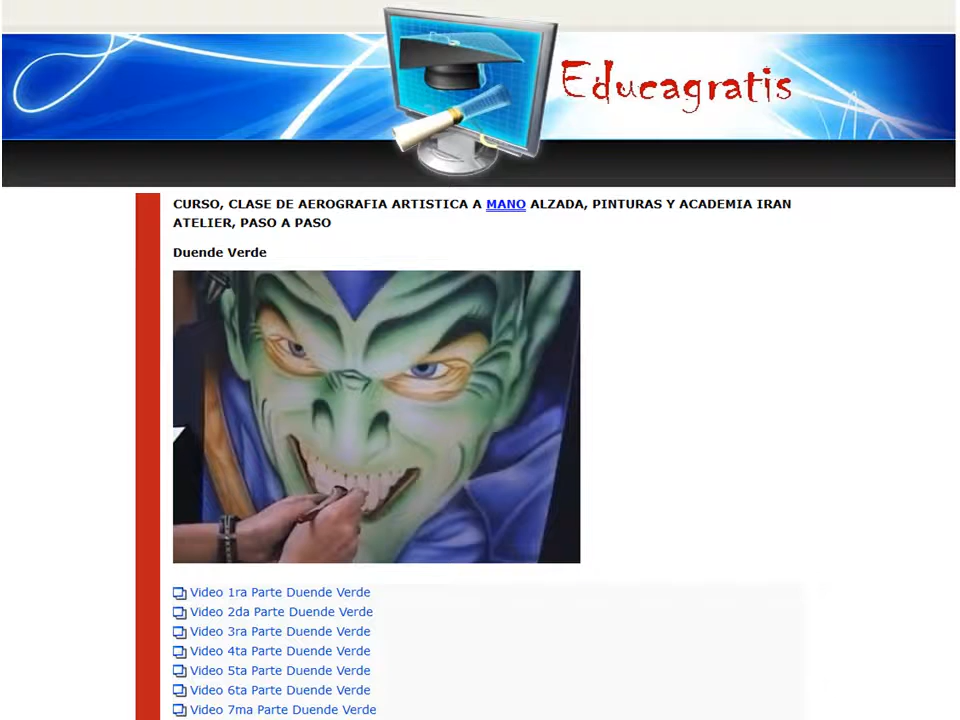 Educagratis
CURSO, CLASE DE AEROGRAFIA ARTISTICA A MANO ALZADA, PINTURAS Y ACADEMIA IRAN
ATELIER, PASO A PASO
Duende Verde
Video 1ra Parte Duende Verde
Video 2da Parte Duende Verde
Video 3ra Parte Duende Verde
Video 4ta Parte Duende Verde
Video 5ta Parte Duende Verde
Video 6ta Parte Duende Verde
Video 7ma Parte Duende Verde